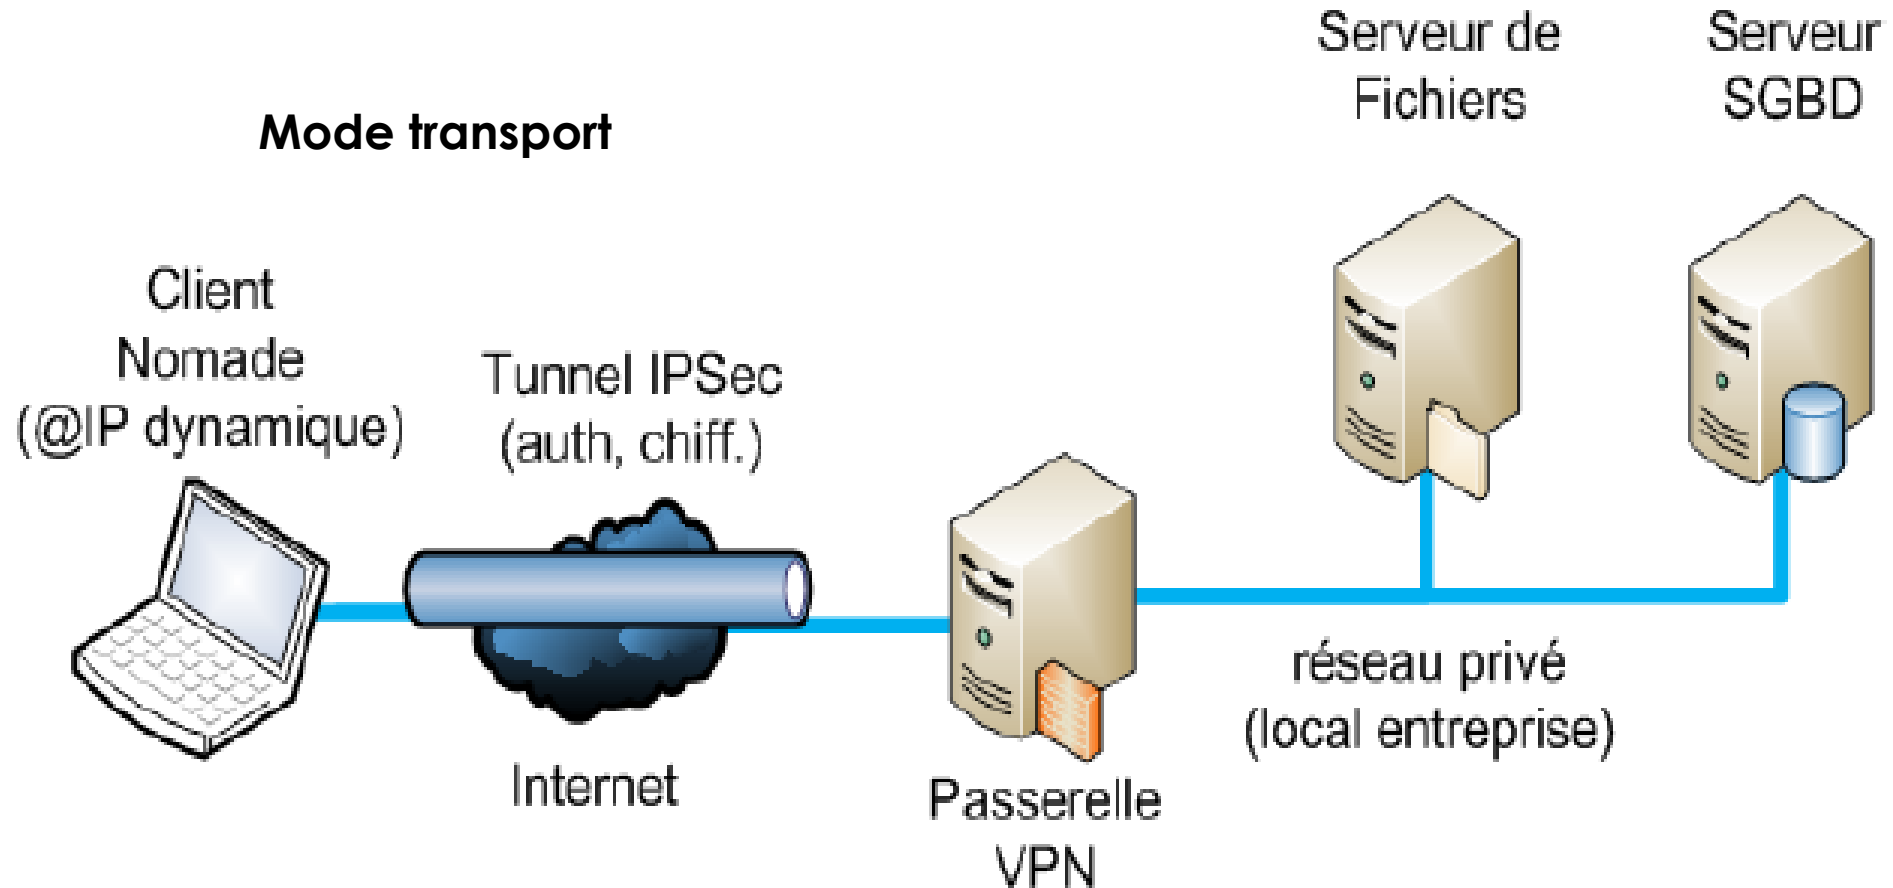 Mode transport
Client
Nomade
(@IP dynamique)
Tunnel IPSec
(auth, chiff.)
Internet
Passerelle
VPN
Serveur de
Fichiers
Serveur
SGBD
réseau privé
(local entreprise)